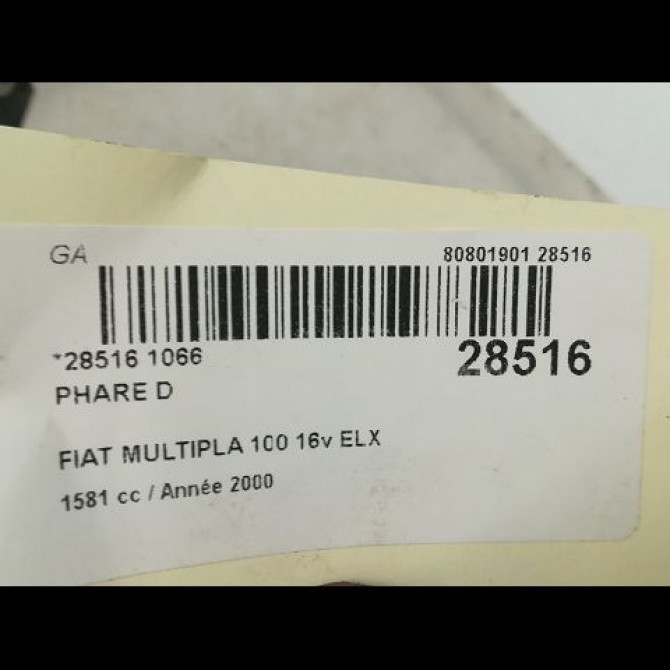 GA
80801901 28516
*28516 1066
28516
PHARE D
FIAT MULTIPLA 100 16v ELX
1581 cc / Année 2000